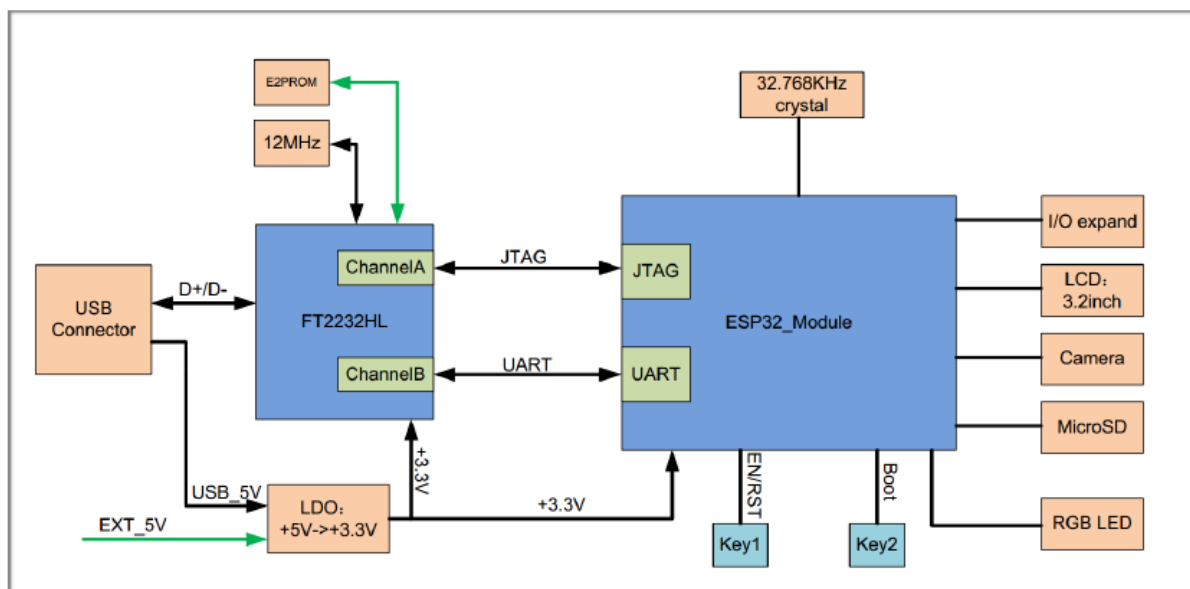 E2PROM
12MHz
32.768KHz
crystal
I/O expand
ChannelA
JTAG
JTAG
LCD：
3.2inch
USB
Connector
D+/D-
FT2232HL
ESP32_Module
Camera
ChannelB
UART
UART
MicroSD
+3.3V
EN/RST
Boot
USB_5V
LDO：
+5V->+3.3V
+3.3V
EXT_5V
Key1
Key2
RGB LED